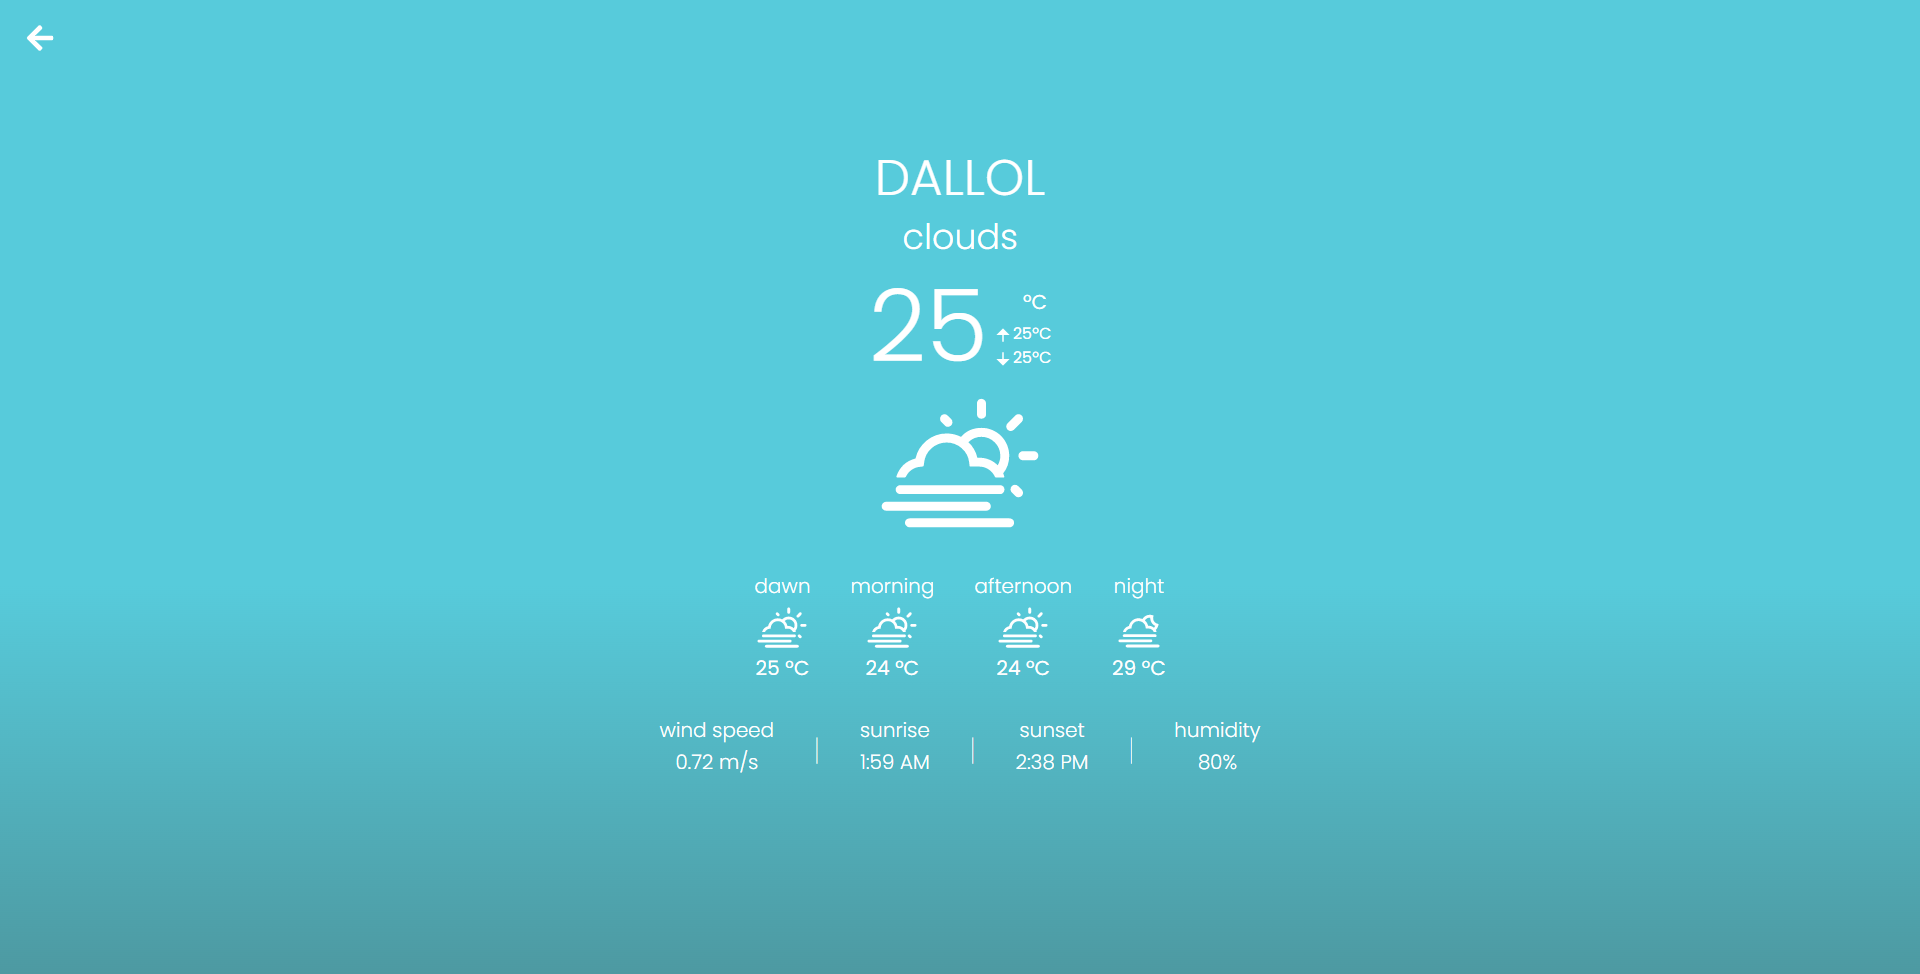 DALLOL
clouds
25 °C
25°C
25°C
dawn morning afternoon night
25 °C 24 °C 24 °C 29 °C
wind speed sunrise sunset humidity
0.72 m/s 1:59 AM 2:38 PM 80%